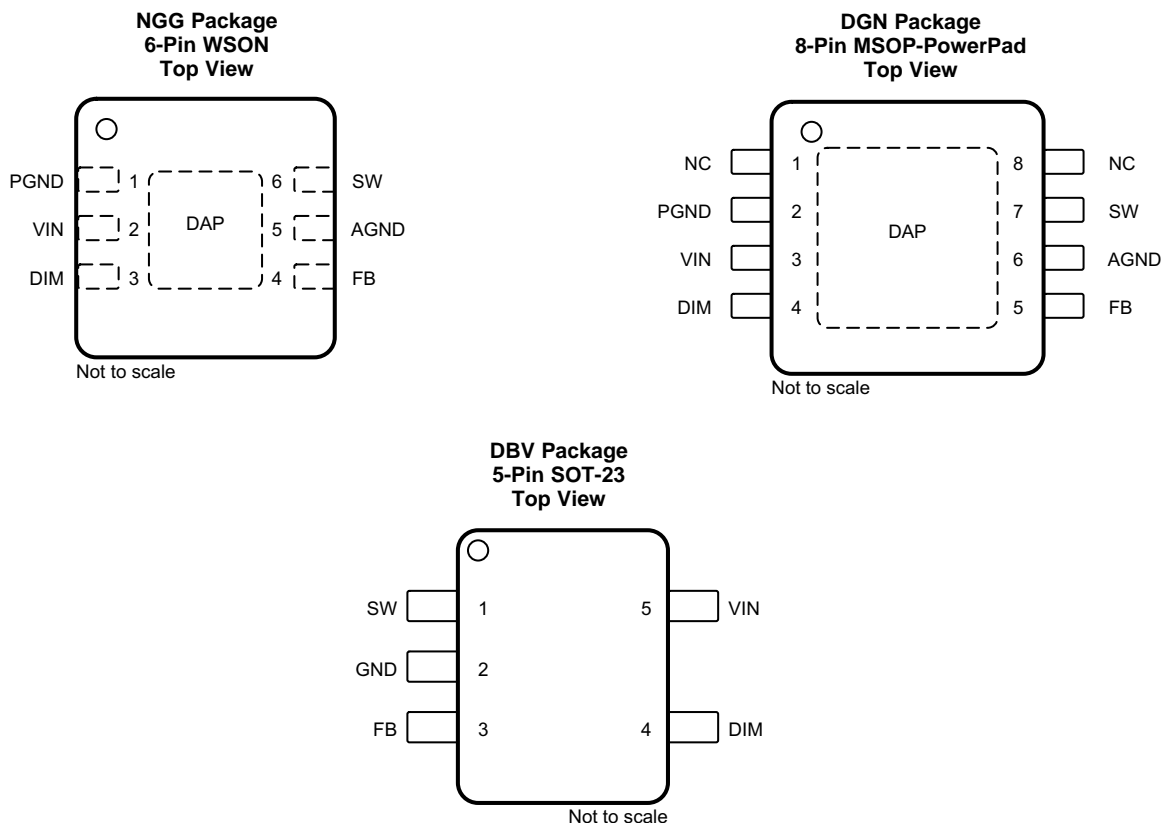 NGG Package
6-Pin WSON
Top View
PGND 1 6 SW
VIN 2 DAP 5 AGND
DIM 3 4 FB
Not to scale
DGN Package
8-Pin MSOP-PowerPad
Top View
NC 1 8 NC
PGND 2 7 SW
DAP
VIN 3 6 AGND
DIM 4 5 FB
Not to scale
DBV Package
5-Pin SOT-23
Top View
SW 1 5 VIN
GND 2
FB 3 4 DIM
Not to scale